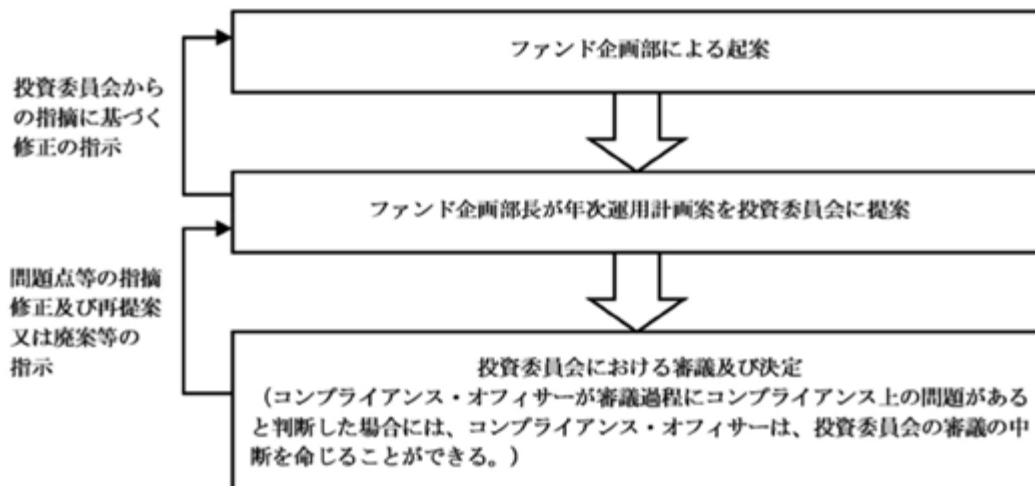 ファンド企画部による起案
投資委員会から
の指摘に基づく
修正の指示
ファンド企画部長が年次運用計画案を投資委員会に提案
問題点等の指摘
修正及び再提案
又は廃案等の
指示
投資委員会における審議及び決定
（コンプライアンス・オフィサーが審議過程にコンプライアンス上の問題がある
と判断した場合には、コンプライアンス・オフィサーは、投資委員会の審議の中
断を命じることができる。）